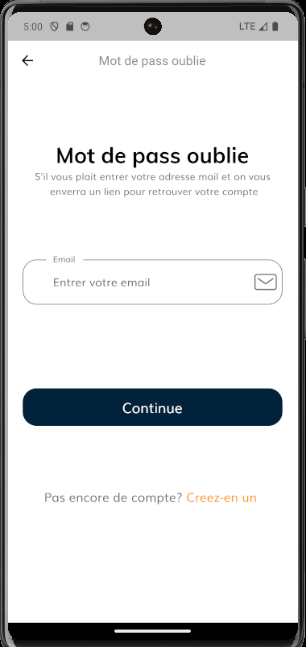 5:00 LTE
Mot de pass oublie
Mot de pass oublie
S'il vous plait entrer votre adresse mail et on vous
enverra un lien pour retrouver votre compte
Email
Entrer votre email
Continue
Pas encore de compte? Creez-en un